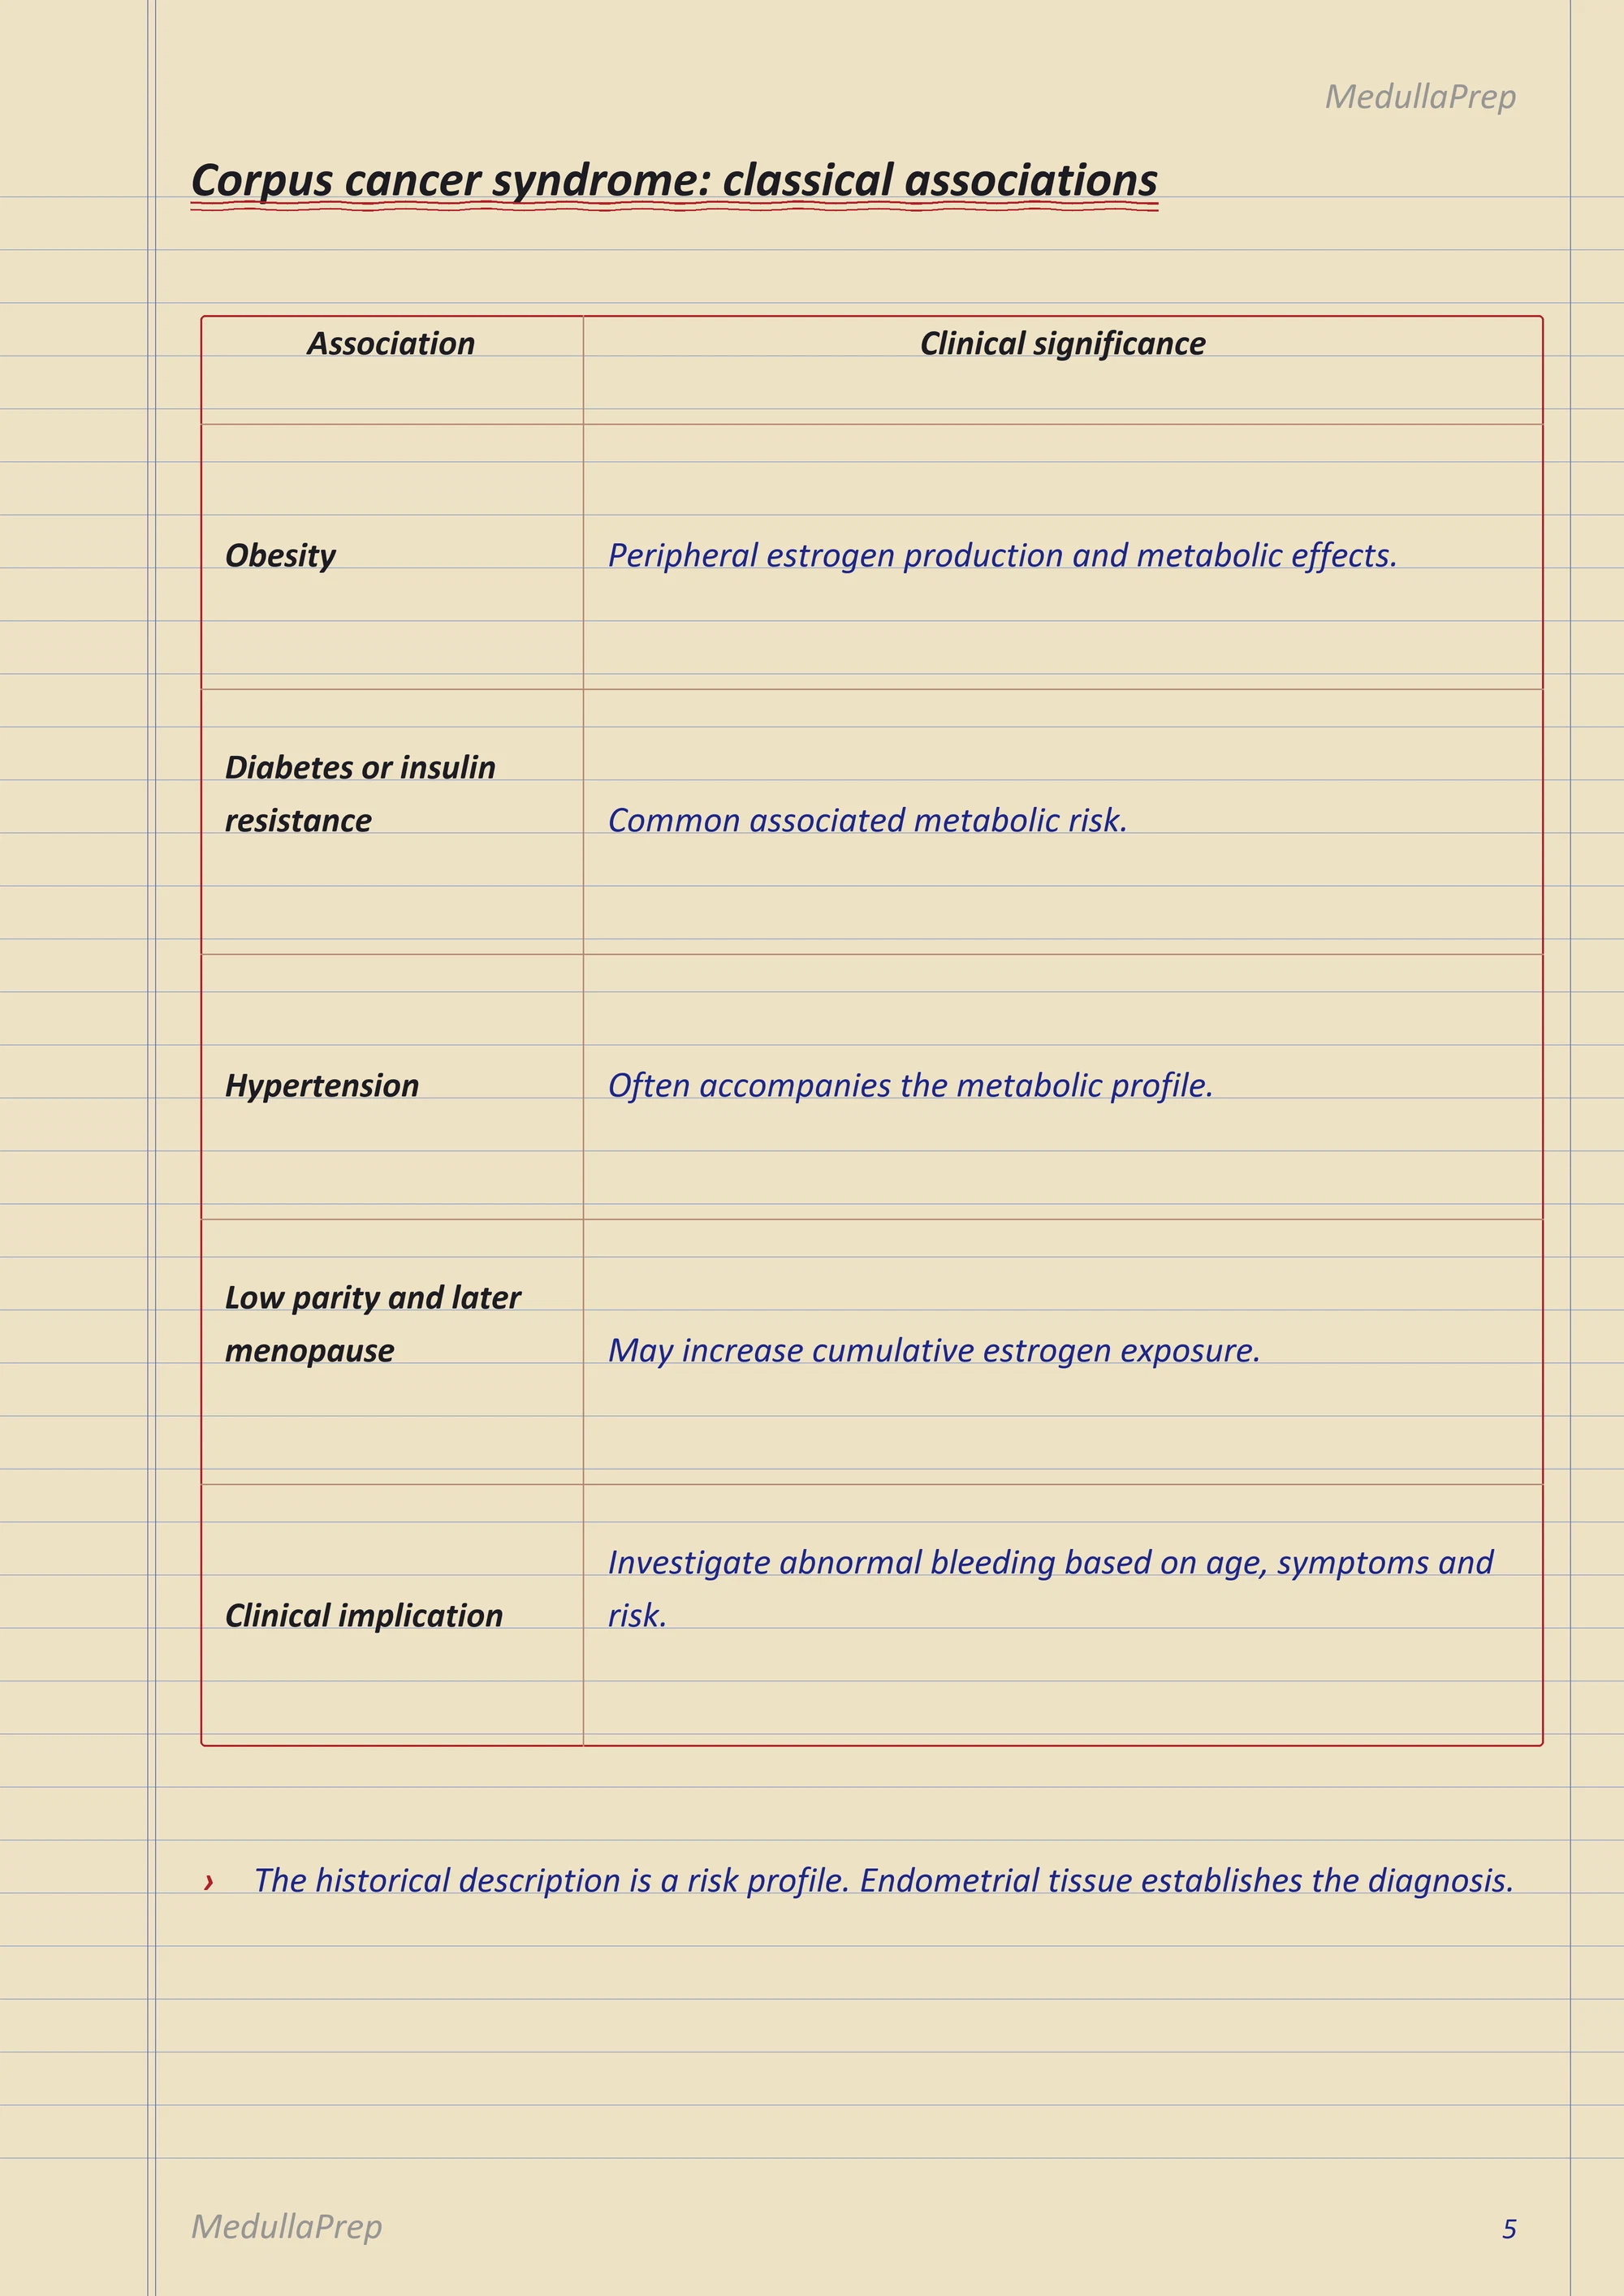 MedullaPrep
Corpus cancer syndrome: classical associations
Association
Clinical significance
Obesity
Peripheral estrogen production and metabolic effects.
Diabetes or insulin
resistance
Common associated metabolic risk.
Hypertension
Often accompanies the metabolic profile.
Low parity and later
menopause
May increase cumulative estrogen exposure.
Clinical implication
Investigate abnormal bleeding based on age, symptoms and
risk.
› The historical description is a risk profile. Endometrial tissue establishes the diagnosis.
MedullaPrep
5